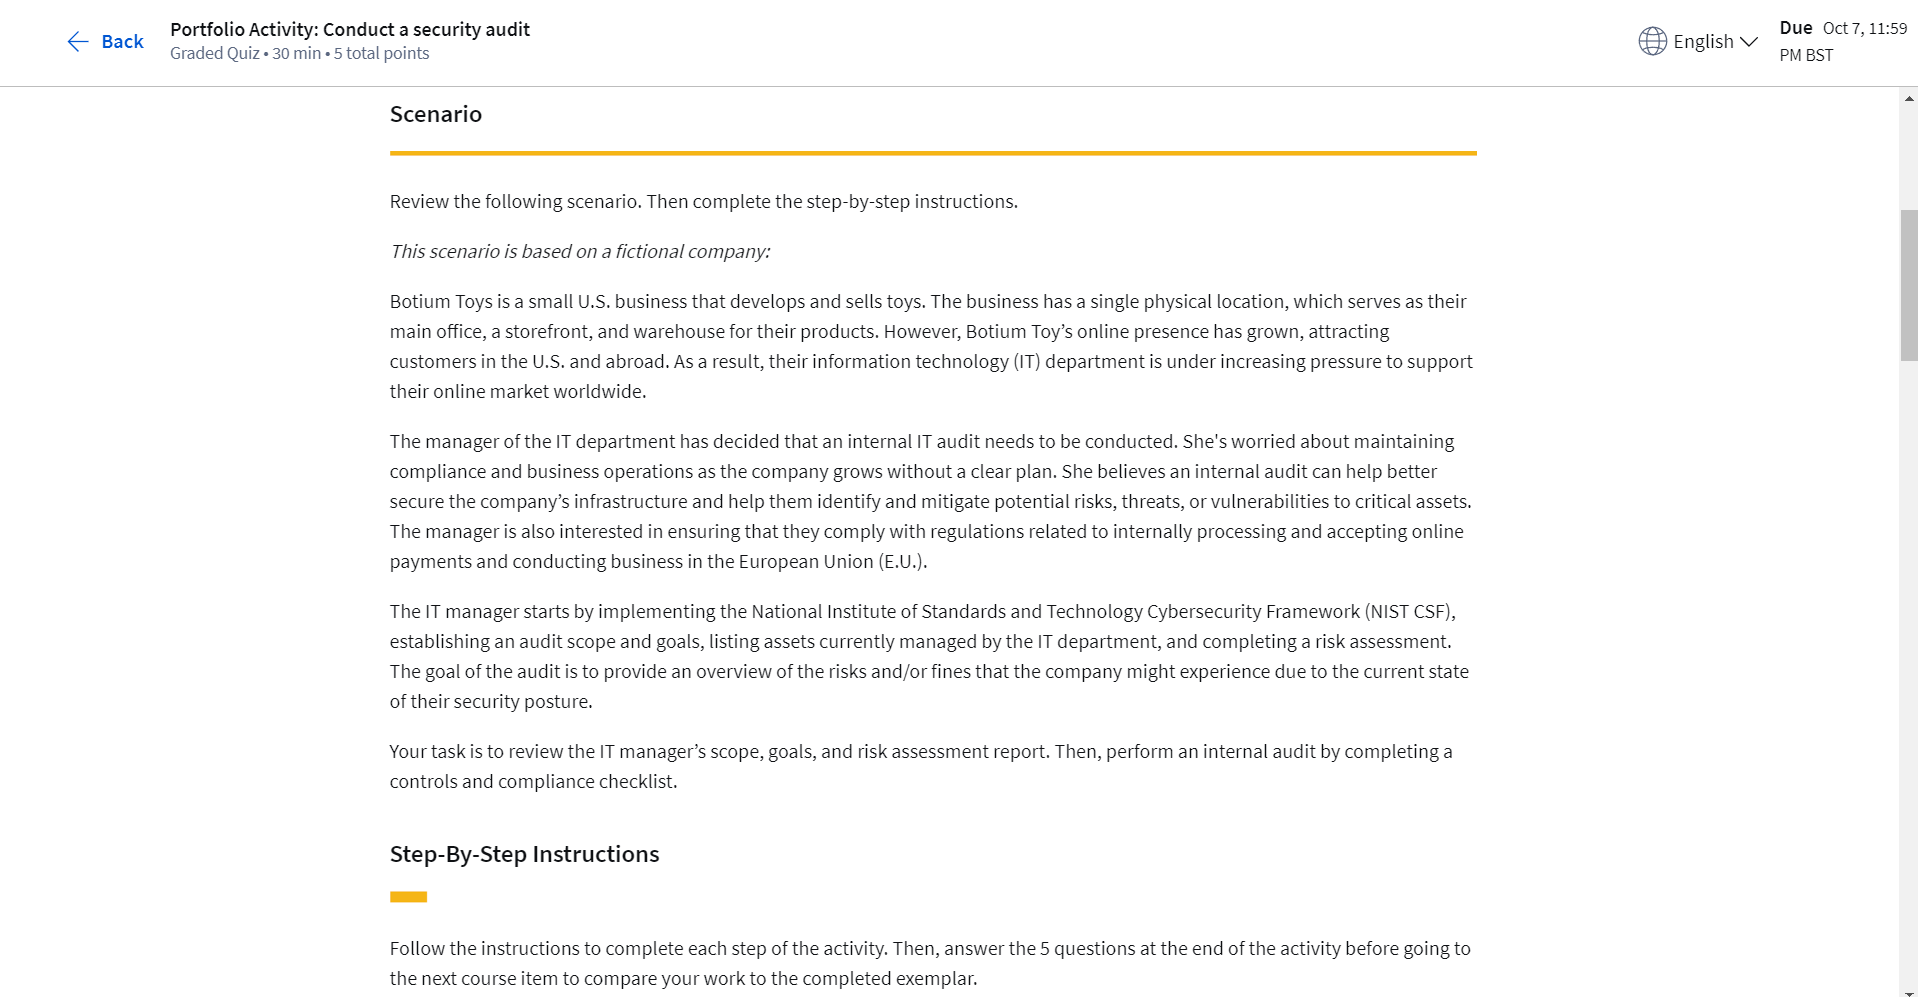 Back
Portfolio Activity: Conduct a security audit
Graded Quiz • 30 min • 5 total points
English
Due Oct 7, 11:59
PM BST
Scenario
Review the following scenario. Then complete the step-by-step instructions.
This scenario is based on a fictional company:
Botium Toys is a small U.S. business that develops and sells toys. The business has a single physical location, which serves as their
main office, a storefront, and warehouse for their products. However, Botium Toy’s online presence has grown, attracting
customers in the U.S. and abroad. As a result, their information technology (IT) department is under increasing pressure to support
their online market worldwide.
The manager of the IT department has decided that an internal IT audit needs to be conducted. She's worried about maintaining
compliance and business operations as the company grows without a clear plan. She believes an internal audit can help better
secure the company’s infrastructure and help them identify and mitigate potential risks, threats, or vulnerabilities to critical assets.
The manager is also interested in ensuring that they comply with regulations related to internally processing and accepting online
payments and conducting business in the European Union (E.U.).
The IT manager starts by implementing the National Institute of Standards and Technology Cybersecurity Framework (NIST CSF),
establishing an audit scope and goals, listing assets currently managed by the IT department, and completing a risk assessment.
The goal of the audit is to provide an overview of the risks and/or fines that the company might experience due to the current state
of their security posture.
Your task is to review the IT manager’s scope, goals, and risk assessment report. Then, perform an internal audit by completing a
controls and compliance checklist.
Step-By-Step Instructions
Follow the instructions to complete each step of the activity. Then, answer the 5 questions at the end of the activity before going to
the next course item to compare your work to the completed exemplar.